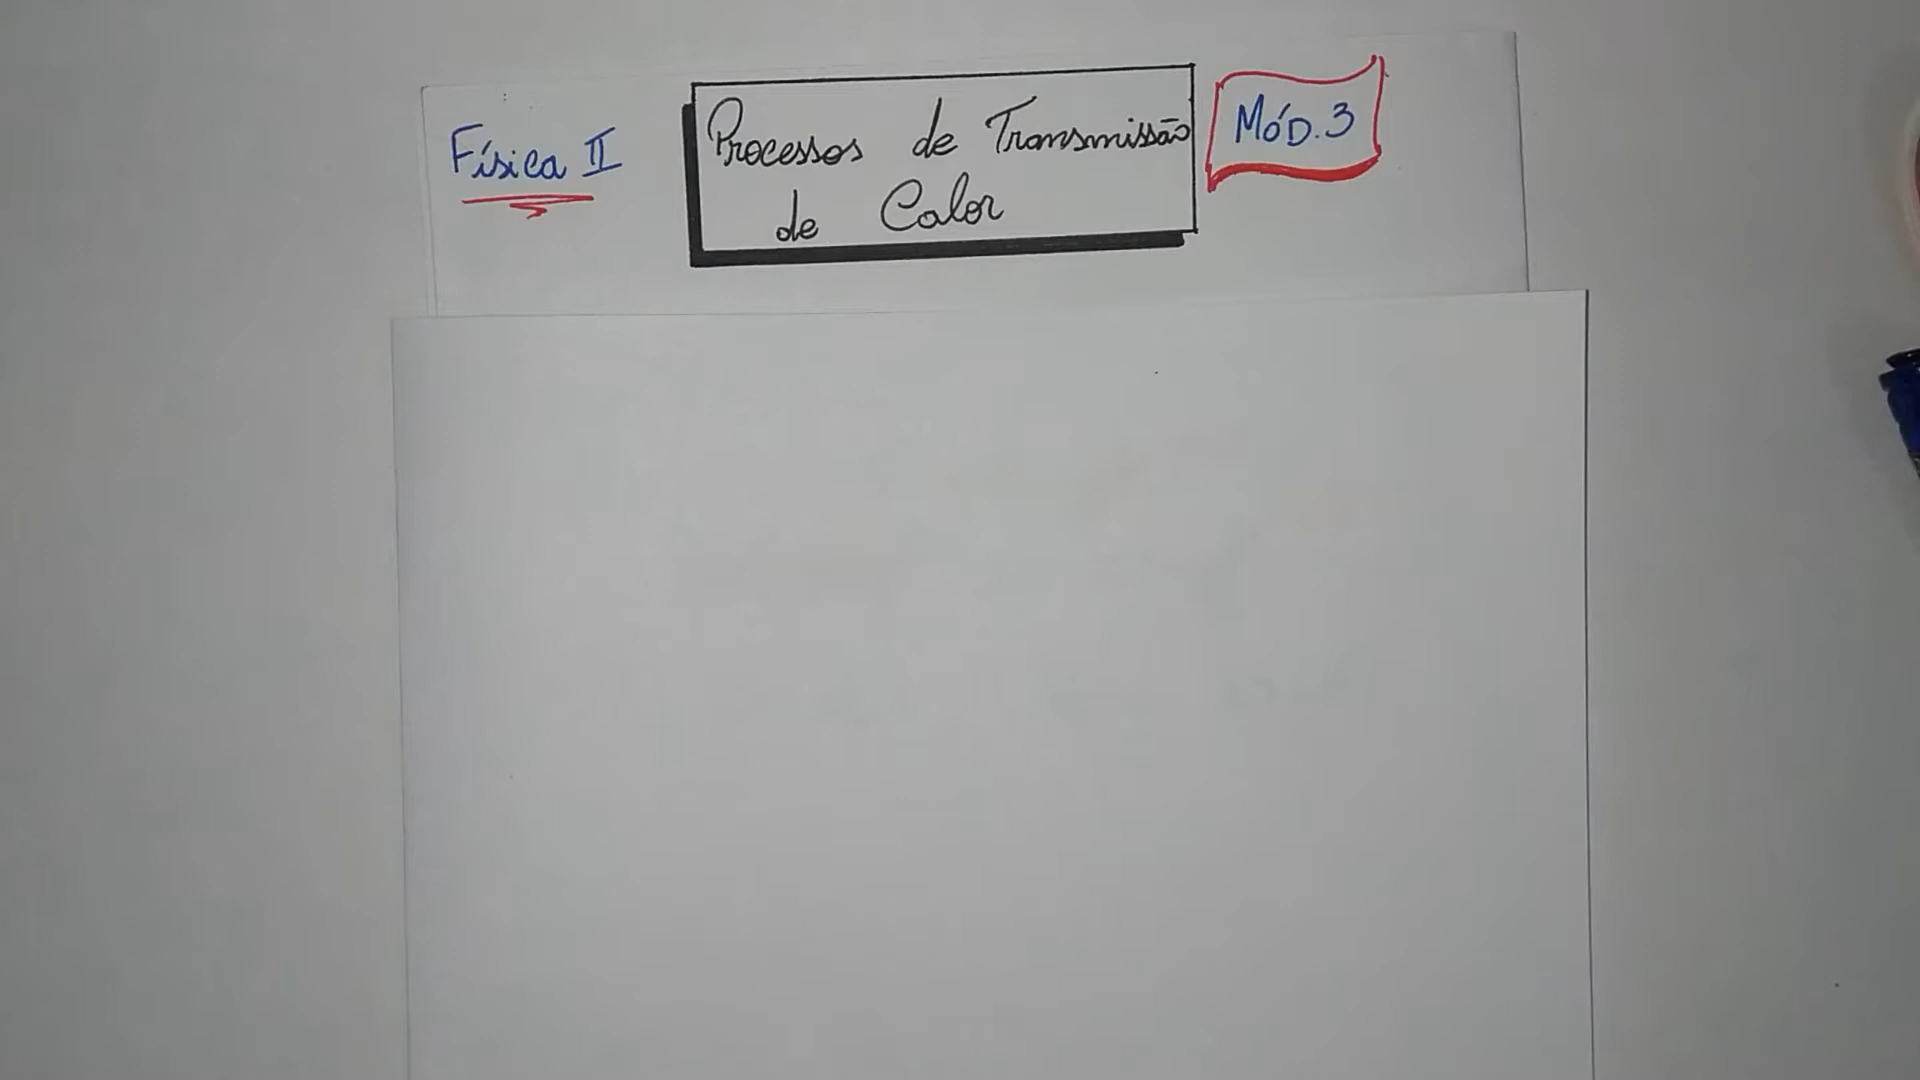 Física II
Processos de Transmissão
de Calor
MóD. 3